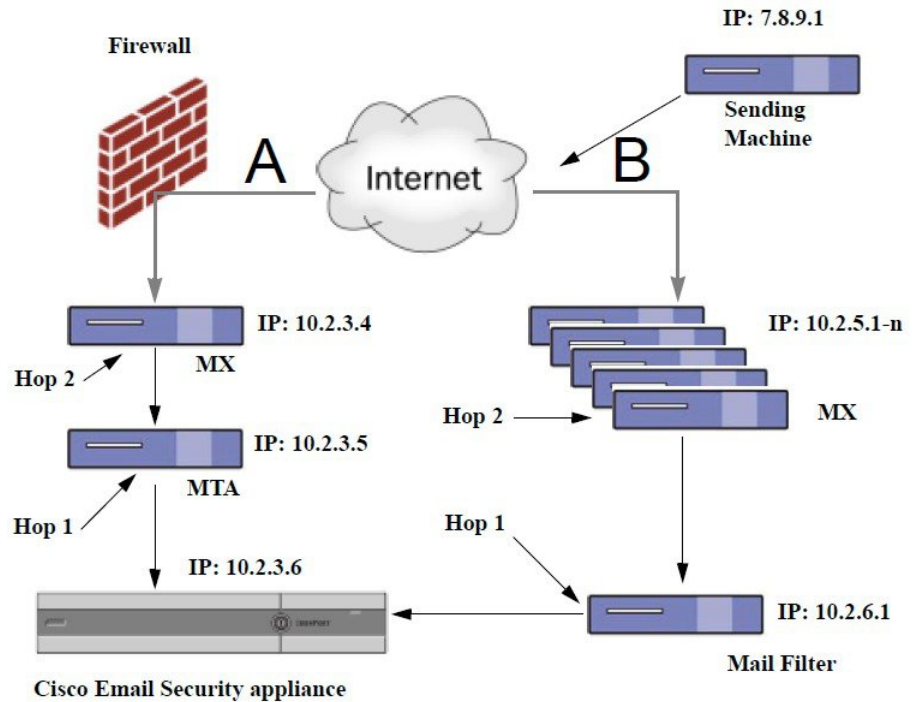 IP: 7.8.9.1
Firewall
Sending
Machine
A
Internet
B
IP: 10.2.3.4
IP: 10.2.5.1-n
MX
Hop 2
Hop 2
MX
IP: 10.2.3.5
MTA
Hop 1
Hop 1
IP: 10.2.3.6
IP: 10.2.6.1
Mail Filter
Cisco Email Security appliance